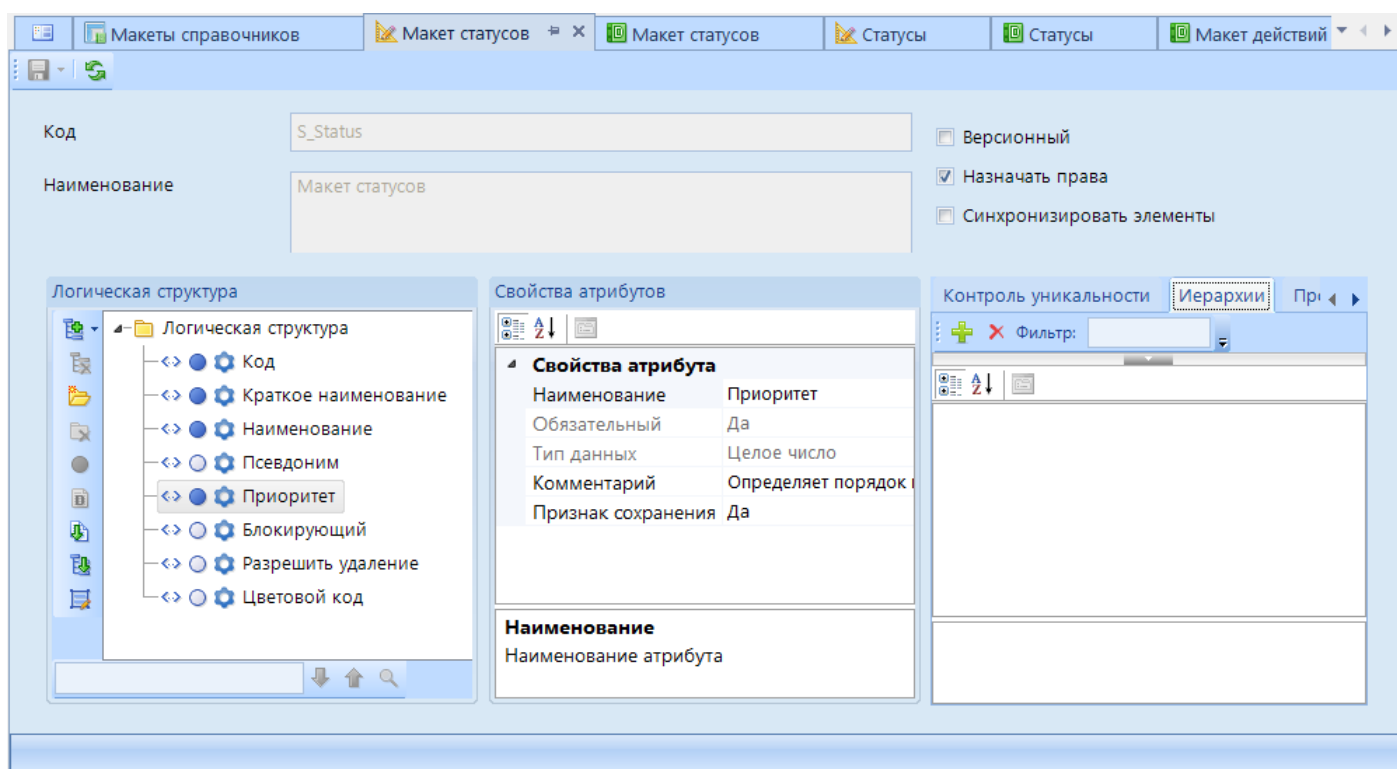 Макеты справочников
Макет статусов
Макет статусов
Статусы
Статусы
Макет действий
Код
S_Status
Версионный
Наименование
Макет статусов
Назначать права
Синхронизировать элементы
Логическая структура
Свойства атрибутов
Контроль уникальности
Иерархии
Логическая структура
Код
Краткое наименование
Наименование
Псевдоним
Приоритет
Блокирующий
Разрешить удаление
Цветовой код
Свойства атрибута
Наименование Приоритет
Обязательный Да
Тип данных Целое число
Комментарий Определяет порядок
Признак сохранения Да
Наименование
Наименование атрибута
Фильтр: